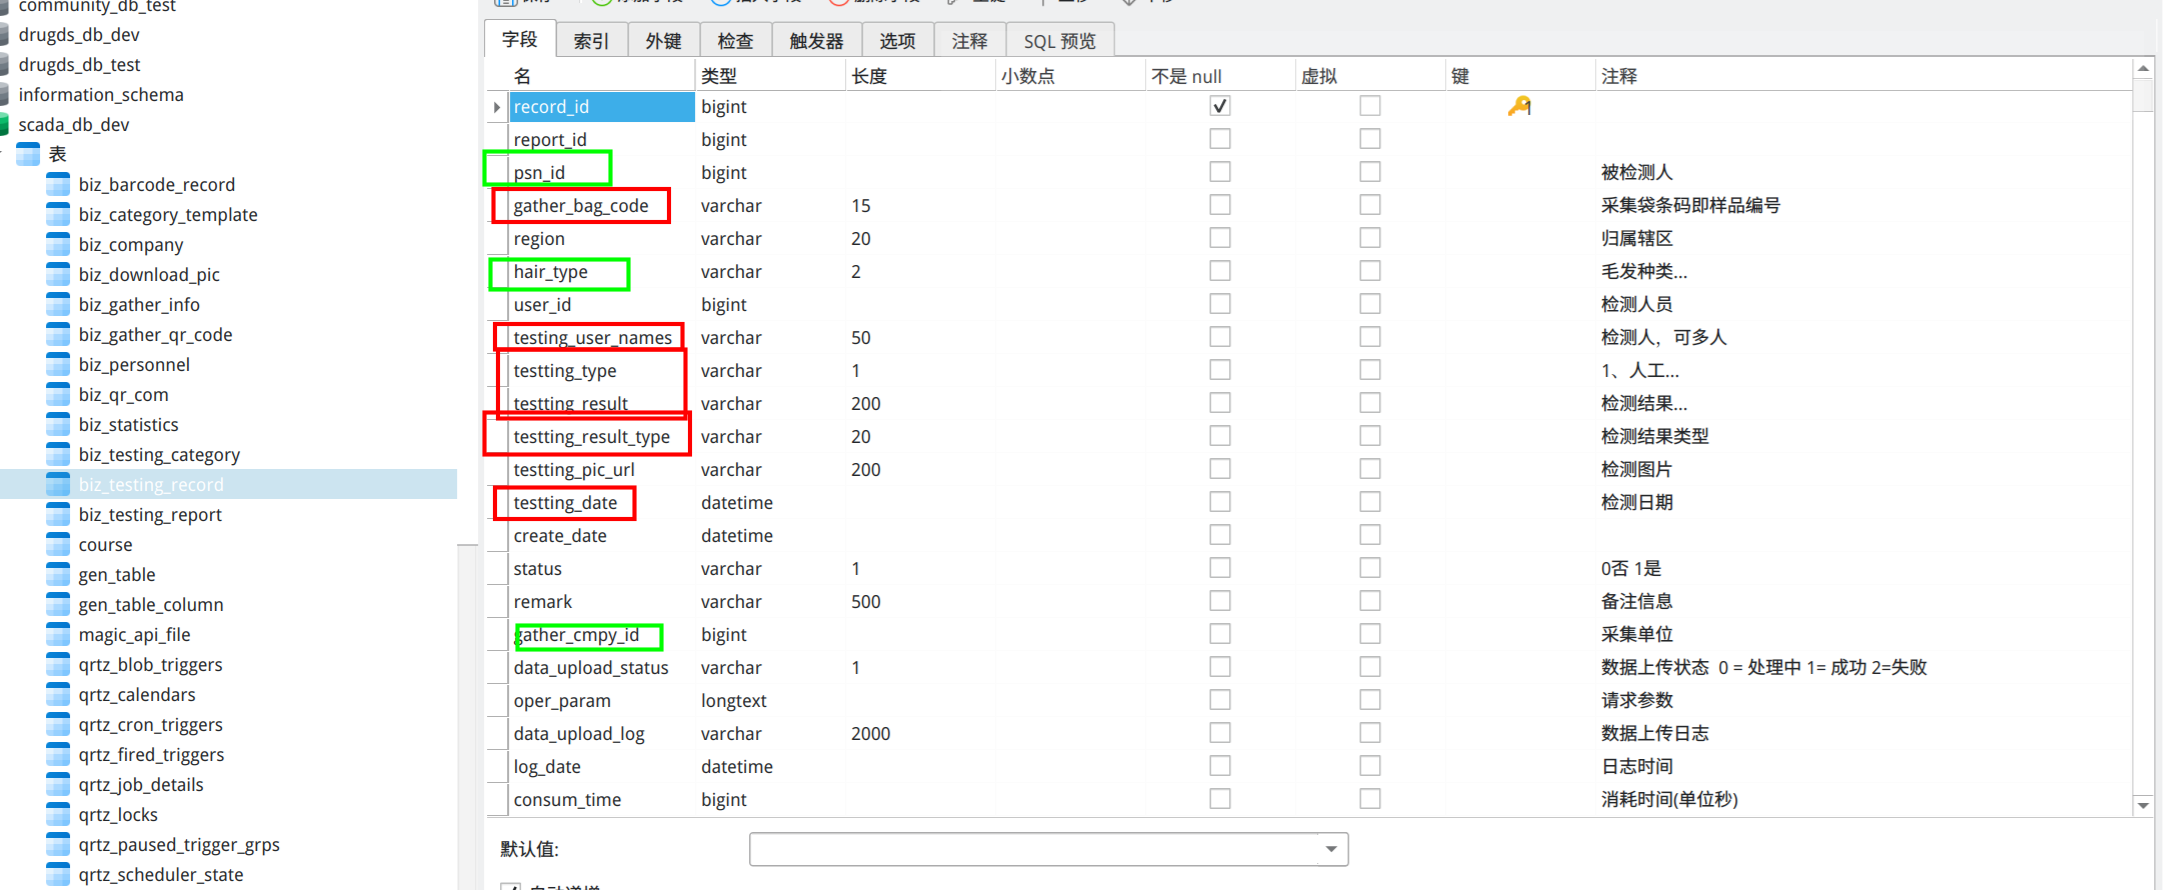 community_db_test
drugds_db_dev
drugds_db_test
information_schema
scada_db_dev
表
biz_barcode_record
biz_category_template
biz_company
biz_download_pic
biz_gather_info
biz_gather_qr_code
biz_personnel
biz_qr_com
biz_statistics
biz_testing_category
biz_testing_record
biz_testing_report
course
gen_table
gen_table_column
magic_api_file
qrtz_blob_triggers
qrtz_calendars
qrtz_cron_triggers
qrtz_fired_triggers
qrtz_job_details
qrtz_locks
qrtz_paused_trigger_grps
qrtz_scheduler_state
字段 索引 外键 检查 触发器 选项 注释 SQL 预览
名 类型 长度 小数点 不是 null 虚拟 键 注释
record_id bigint 1
report_id bigint
psn_id bigint 被检测人
gather_bag_code varchar 15 采集袋条码即样品编号
region varchar 20 归属辖区
hair_type varchar 2 毛发种类...
user_id bigint 检测人员
testing_user_names varchar 50 检测人，可多人
testting_type varchar 1 1、人工...
testting_result varchar 200 检测结果...
testting_result_type varchar 20 检测结果类型
testting_pic_url varchar 200 检测图片
testting_date datetime 检测日期
create_date datetime
status varchar 1 0否 1是
remark varchar 500 备注信息
gather_cmpy_id bigint 采集单位
data_upload_status varchar 1 数据上传状态 0 = 处理中 1= 成功 2=失败
oper_param longtext 请求参数
data_upload_log varchar 2000 数据上传日志
log_date datetime 日志时间
consum_time bigint 消耗时间(单位秒)
默认值: